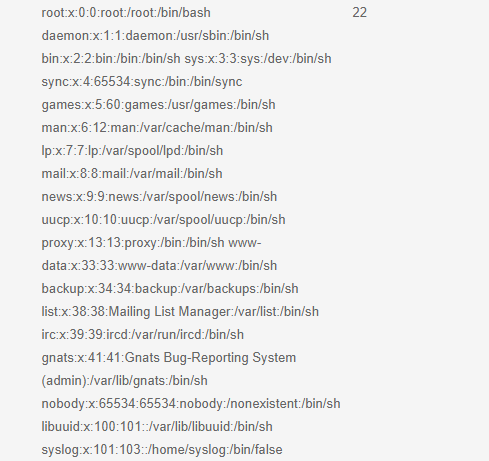 root:x:0:0:root:/root:/bin/bash 22
daemon:x:1:1:daemon:/usr/sbin:/bin/sh
bin:x:2:2:bin:/bin:/bin/sh sys:x:3:3:sys:/dev:/bin/sh
sync:x:4:65534:sync:/bin:/bin/sync
games:x:5:60:games:/usr/games:/bin/sh
man:x:6:12:man:/var/cache/man:/bin/sh
lp:x:7:7:lp:/var/spool/lpd:/bin/sh
mail:x:8:8:mail:/var/mail:/bin/sh
news:x:9:9:news:/var/spool/news:/bin/sh
uucp:x:10:10:uucp:/var/spool/uucp:/bin/sh
proxy:x:13:13:proxy:/bin:/bin/sh www-
data:x:33:33:www-data:/var/www:/bin/sh
backup:x:34:34:backup:/var/backups:/bin/sh
list:x:38:38:Mailing List Manager:/var/list:/bin/sh
irc:x:39:39:ircd:/var/run/ircd:/bin/sh
gnats:x:41:41:Gnats Bug-Reporting System
(admin):/var/lib/gnats:/bin/sh
nobody:x:65534:65534:nobody:/nonexistent:/bin/sh
libuuid:x:100:101::/var/lib/libuuid:/bin/sh
syslog:x:101:103::/home/syslog:/bin/false